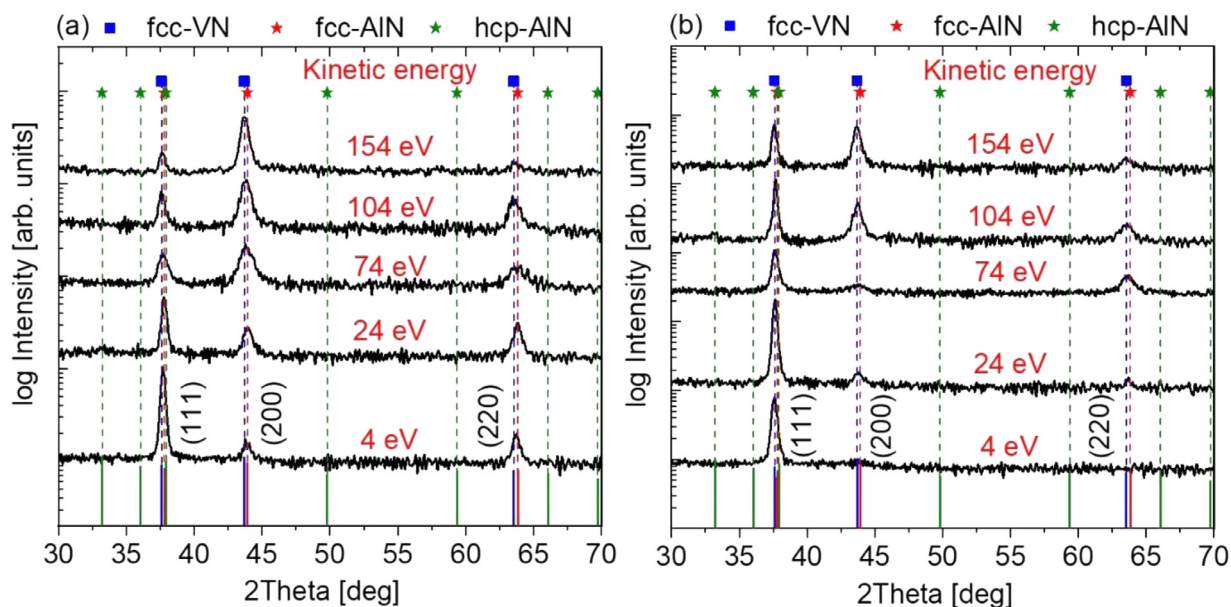 (a) fcc-VN fcc-AlN hcp-AlN
Kinetic energy
154 eV
104 eV
74 eV
24 eV
4 eV
(111)
(200)
(220)
log Intensity [arb. units]
30 35 40 45 50 55 60 65 70
2Theta [deg]
(b) fcc-VN fcc-AlN hcp-AlN
Kinetic energy
154 eV
104 eV
74 eV
24 eV
4 eV
(111)
(200)
(220)
log Intensity [arb. units]
30 35 40 45 50 55 60 65 70
2Theta [deg]